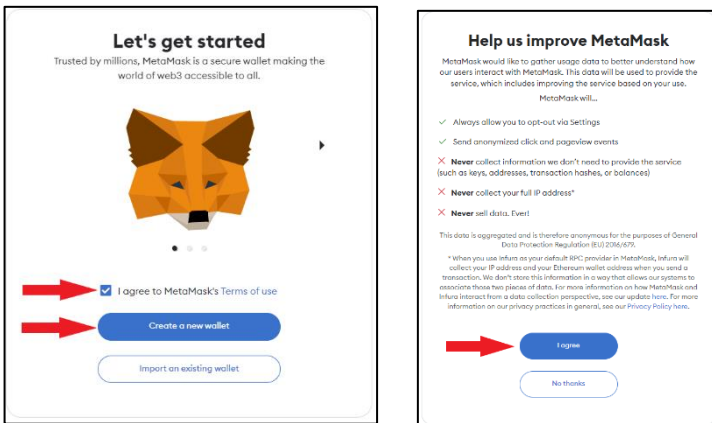 Let's get started
Trusted by millions, MetaMask is a secure wallet making the
world of web3 accessible to all.
I agree to MetaMask's Terms of use
Create a new wallet
Import an existing wallet
Help us improve MetaMask
MetaMask would like to gather usage data to better understand how
our users interact with MetaMask. This data will be used to provide the
service, which includes improving the service based on your use.
MetaMask will...
Always allow you to opt-out via Settings
Send anonymized click and pageview events
Never collect information we don't need to provide the service
(such as keys, addresses, transaction hashes, or balances)
Never collect your full IP address*
Never sell data. Ever!
This data is aggregated and is therefore anonymous for the purposes of General
Data Protection Regulation (EU) 2016/679.
* When you use Infura as your default RPC provider in MetaMask, Infura will
collect your IP address and your Ethereum wallet address when you send a
transaction. We don't store this information in a way that allows our systems to
associate those two pieces of data. For more information on how MetaMask and
Infura interact from a data collection perspective, see our update here. For more
information on our privacy practices in general, see our Privacy Policy here.
I agree
No thanks